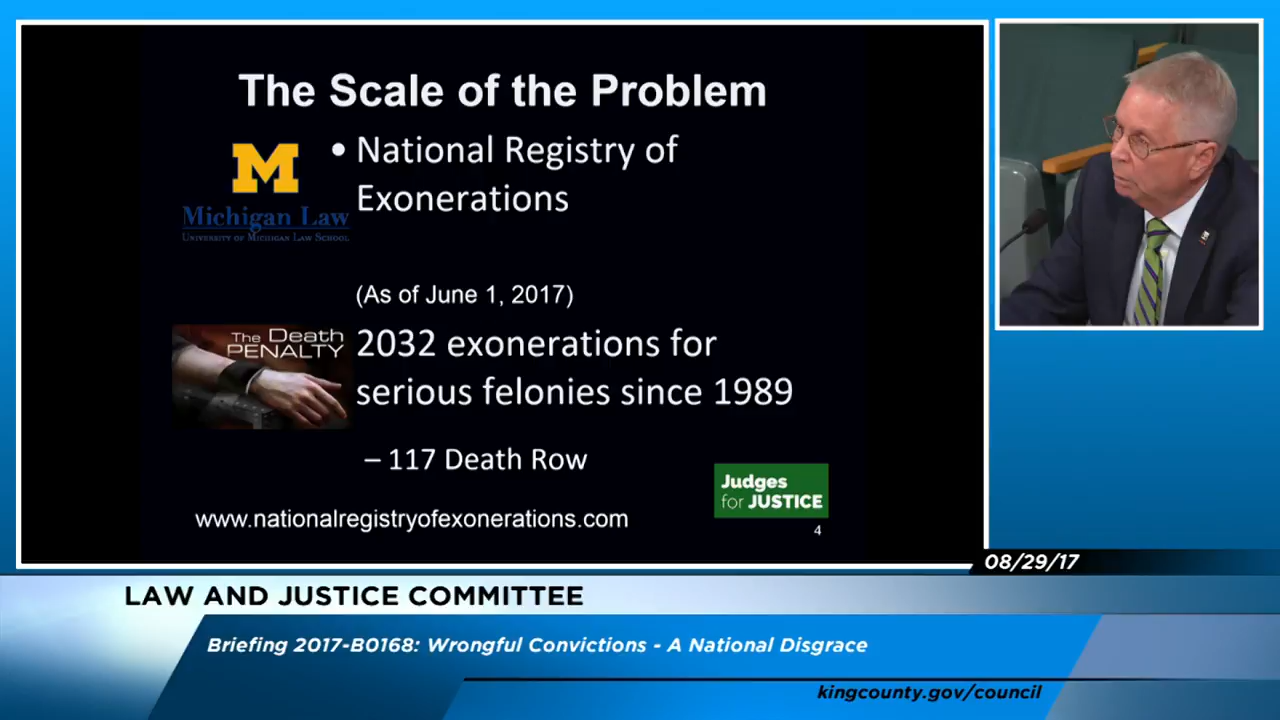 The Scale of the Problem
• National Registry of
Exonerations
M
Michigan Law
UNIVERSITY OF MICHIGAN LAW SCHOOL
(As of June 1, 2017)
The Death
PENALTY
2032 exonerations for
serious felonies since 1989
– 117 Death Row
Judges
for JUSTICE
www.nationalregistryofexonerations.com
4
08/29/17
LAW AND JUSTICE COMMITTEE
Briefing 2017-B0168: Wrongful Convictions - A National Disgrace
kingcounty.gov/council